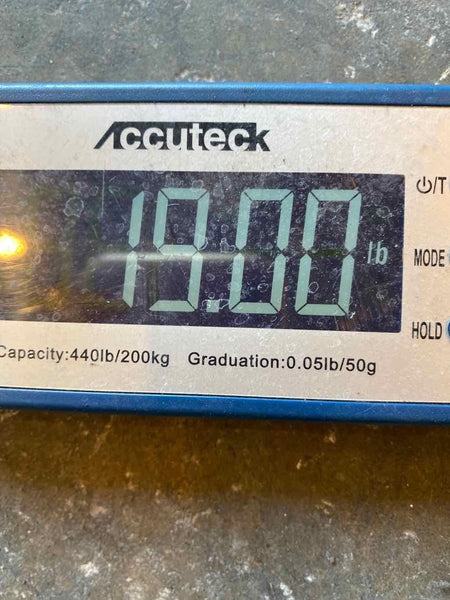 Accuteck
⏻/T
19.00 lb
MODE
HOLD
Capacity:440lb/200kg Graduation:0.05lb/50g